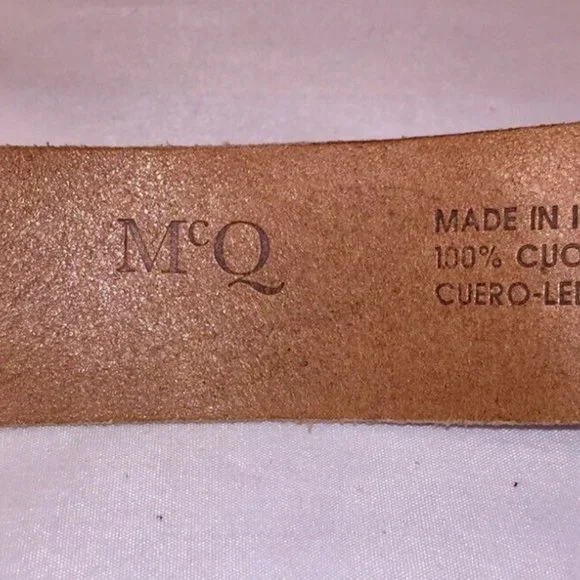 McQ
MADE IN I
100% CUO
CUERO-LE